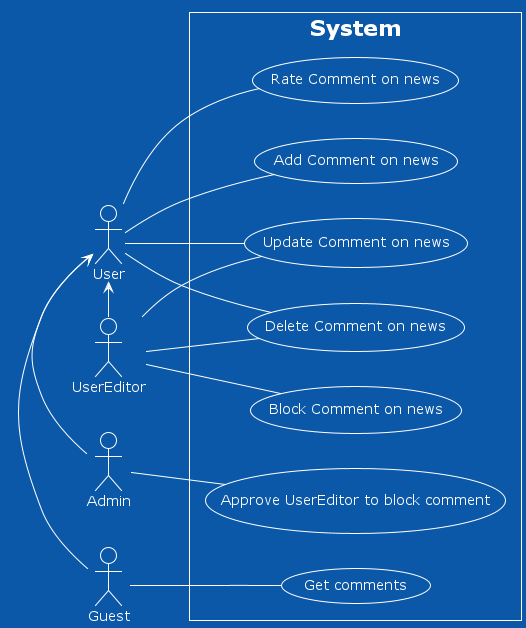 System
Rate Comment on news
Add Comment on news
Update Comment on news
User
Delete Comment on news
UserEditor
Block Comment on news
Admin
Approve UserEditor to block comment
Get comments
Guest